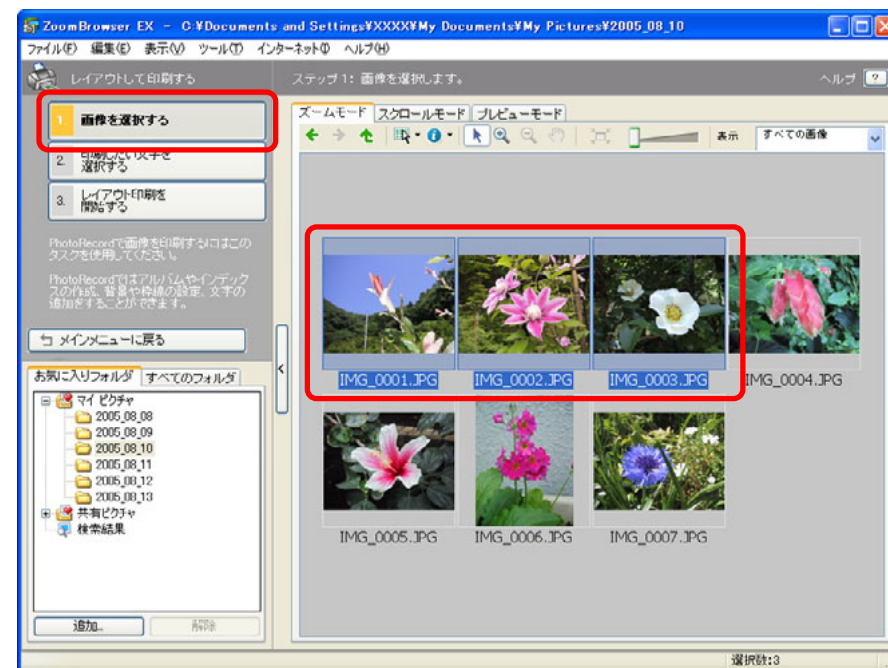 ZoomBrowser EX - C:¥Documents and Settings¥XXXX¥My Documents¥My Pictures¥2005_08_10
ファイル(F) 編集(E) 表示(V) ツール(T) インターネット(I) ヘルプ(H)
レイアウトして印刷する
ステップ1: 画像を選択します。
ヘルプ ?
1 画像を選択する
2. 印刷したい文字を
選択する
3. レイアウト印刷を
開始する
PhotoRecordで画像を印刷するにはこの
タスクを使用してください。
PhotoRecordではアルバムやインデック
スの作成、背景や枠線の設定、文字の
追加をすることができます。
メインメニューに戻る
お気に入りフォルダ すべてのフォルダ
マイ ピクチャ
2005_08_08
2005_08_09
2005_08_10
2005_08_11
2005_08_12
2005_08_13
共有ピクチャ
検索結果
追加... 解除
ズームモード スクロールモード プレビューモード
表示 すべての画像
IMG_0001.JPG IMG_0002.JPG IMG_0003.JPG IMG_0004.JPG
IMG_0005.JPG IMG_0006.JPG IMG_0007.JPG
選択数:3